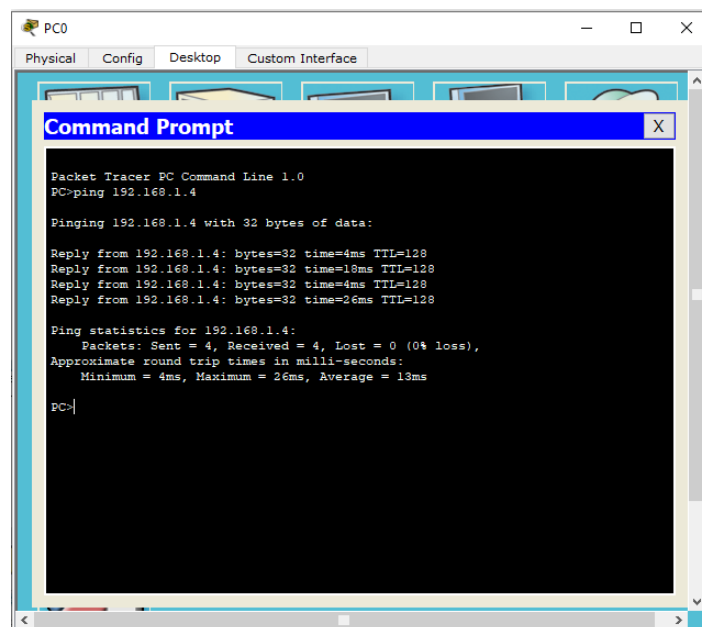 PC0
Physical Config Desktop Custom Interface
Command Prompt
X
Packet Tracer PC Command Line 1.0
PC>ping 192.168.1.4
Pinging 192.168.1.4 with 32 bytes of data:
Reply from 192.168.1.4: bytes=32 time=4ms TTL=128
Reply from 192.168.1.4: bytes=32 time=18ms TTL=128
Reply from 192.168.1.4: bytes=32 time=4ms TTL=128
Reply from 192.168.1.4: bytes=32 time=26ms TTL=128
Ping statistics for 192.168.1.4:
Packets: Sent = 4, Received = 4, Lost = 0 (0% loss),
Approximate round trip times in milli-seconds:
Minimum = 4ms, Maximum = 26ms, Average = 13ms
PC>